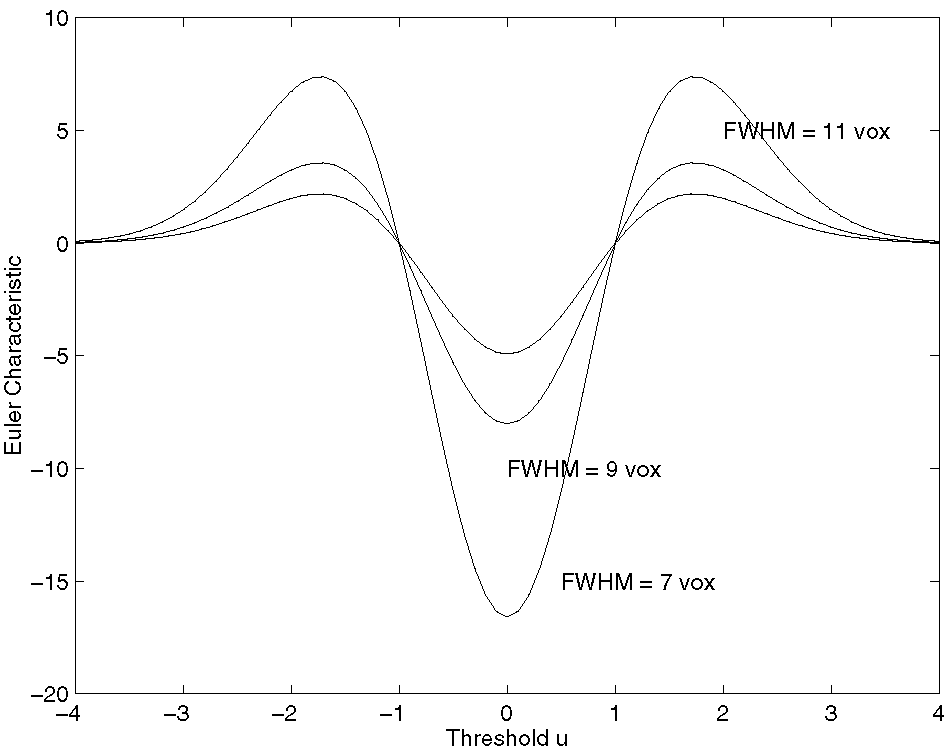 10
5
0
−5
−10
−15
−20
Euler Characteristic
FWHM = 11 vox
FWHM = 9 vox
FWHM = 7 vox
−4 −3 −2 −1 0 1 2 3 4
Threshold u